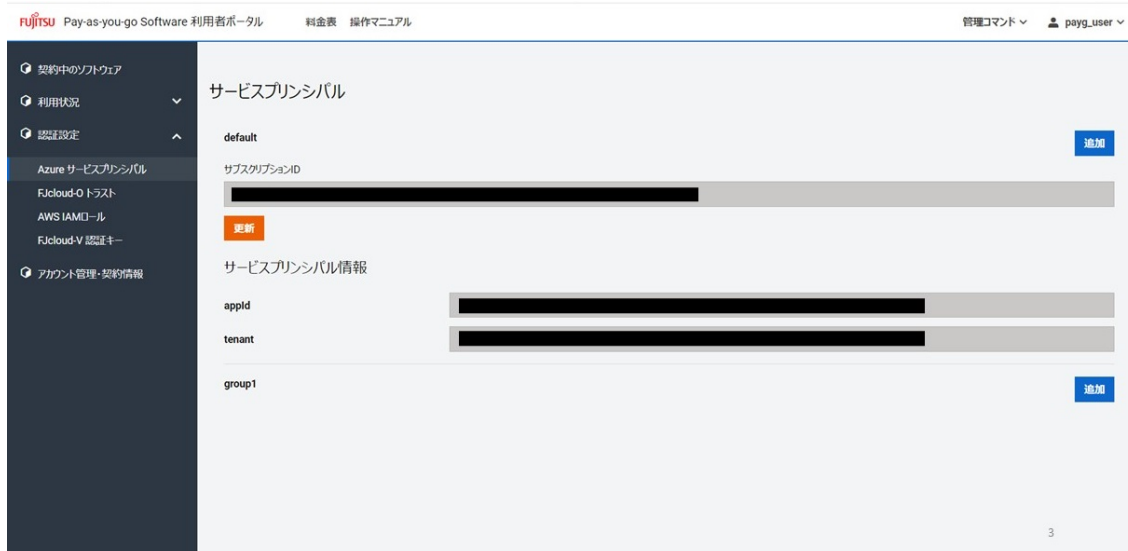 FUJITSU Pay-as-you-go Software 利用者ポータル 料金表 操作マニュアル 管理コマンド payg_user
契約中のソフトウェア
利用状況
認証設定
Azure サービスプリンシパル
FJcloud-O トラスト
AWS IAMロール
FJcloud-V 認証キー
アカウント管理・契約情報
サービスプリンシパル
default 追加
サブスクリプションID
更新
サービスプリンシパル情報
appId
tenant
group1 追加
3